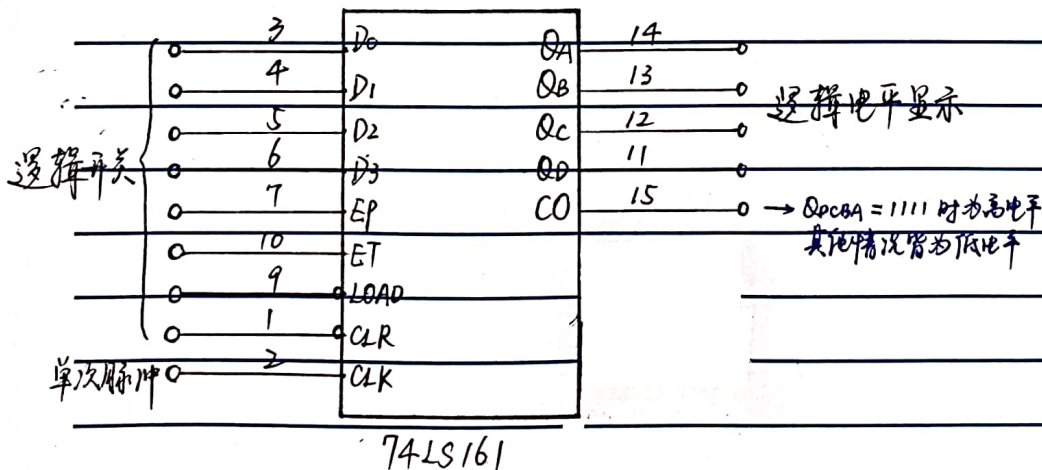 3 D0 QA 14
4 D1 QB 13
逻辑电平显示
5 D2 QC 12
逻辑开关
6 D3 QD 11
7 EP CO 15 → QDCBA = 1111 时为高电平
其他情况皆为低电平
10 ET
9 LOAD
1 CLR
单次脉冲 2 CLK
74LS161